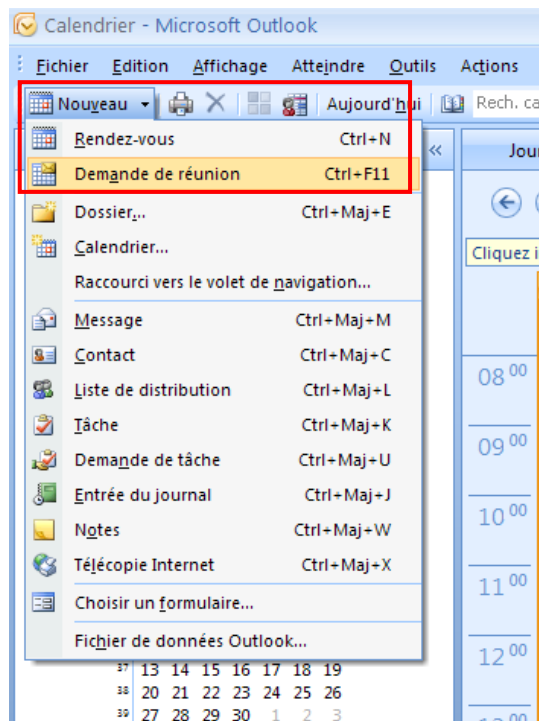 Calendrier - Microsoft Outlook
Fichier Edition Affichage Atteindre Outils Actions
Nouveau Aujourd'hui Rech. ca
Rendez-vous Ctrl+N
Jou
Demande de réunion Ctrl+F11
Dossier... Ctrl+Maj+E
Calendrier...
Cliquez i
Raccourci vers le volet de navigation...
Message Ctrl+Maj+M
Contact Ctrl+Maj+C
08 00
Liste de distribution Ctrl+Maj+L
Tâche Ctrl+Maj+K
09 00
Demande de tâche Ctrl+Maj+U
Entrée du journal Ctrl+Maj+J
10 00
Notes Ctrl+Maj+W
Télécopie Internet Ctrl+Maj+X
11 00
Choisir un formulaire...
Fichier de données Outlook...
12 00
37 13 14 15 16 17 18 19
38 20 21 22 23 24 25 26
39 27 28 29 30 1 2 3